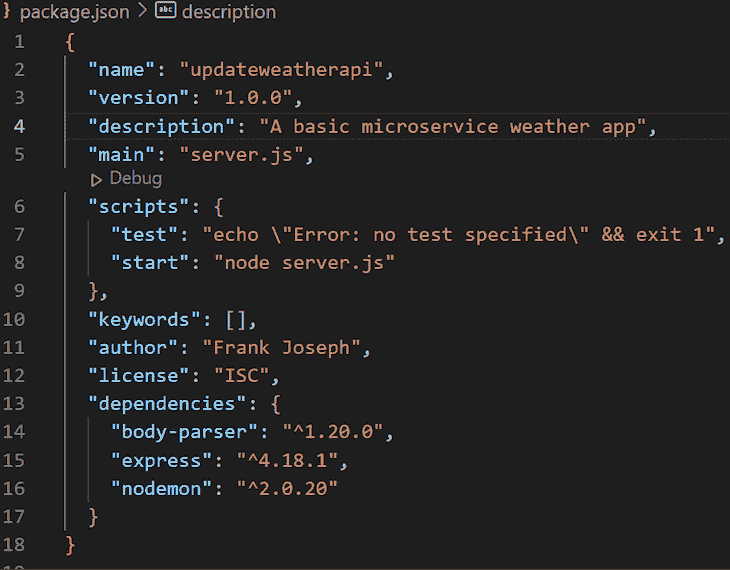 package.json > description
1 {
2 "name": "updateweatherapi",
3 "version": "1.0.0",
4 "description": "A basic microservice weather app",
5 "main": "server.js",
Debug
6 "scripts": {
7 "test": "echo \"Error: no test specified\" && exit 1",
8 "start": "node server.js"
9 },
10 "keywords": [],
11 "author": "Frank Joseph",
12 "license": "ISC",
13 "dependencies": {
14 "body-parser": "^1.20.0",
15 "express": "^4.18.1",
16 "nodemon": "^2.0.20"
17 }
18 }